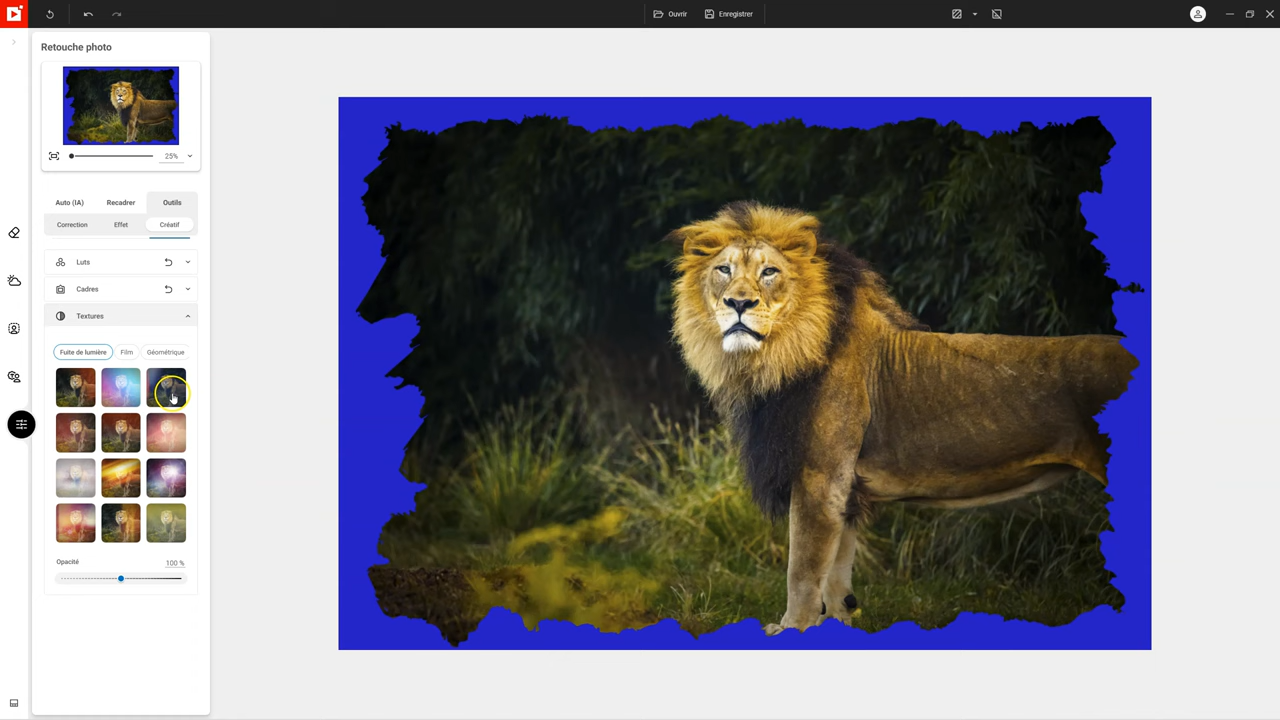 Ouvrir
Enregistrer
Retouche photo
25%
Auto (IA)
Recadrer
Outils
Correction
Effet
Créatif
Luts
Cadres
Textures
Fuite de lumière
Film
Géométrique
Opacité
100 %